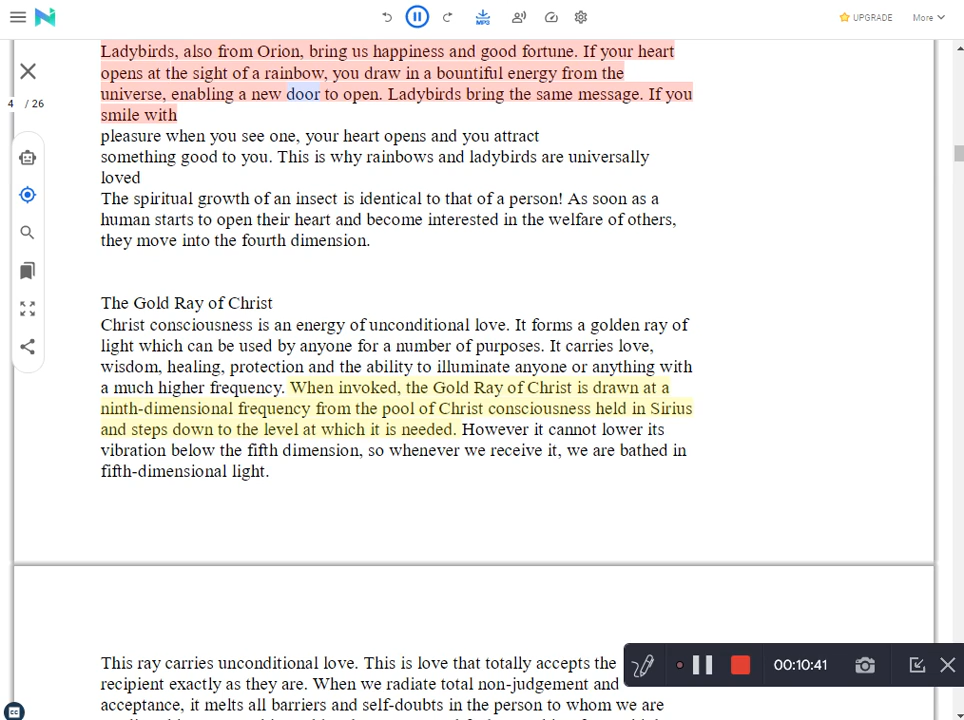 MP3
UPGRADE
More
4 / 26
Ladybirds, also from Orion, bring us happiness and good fortune. If your heart
opens at the sight of a rainbow, you draw in a bountiful energy from the
universe, enabling a new door to open. Ladybirds bring the same message. If you
smile with
pleasure when you see one, your heart opens and you attract
something good to you. This is why rainbows and ladybirds are universally
loved
The spiritual growth of an insect is identical to that of a person! As soon as a
human starts to open their heart and become interested in the welfare of others,
they move into the fourth dimension.
The Gold Ray of Christ
Christ consciousness is an energy of unconditional love. It forms a golden ray of
light which can be used by anyone for a number of purposes. It carries love,
wisdom, healing, protection and the ability to illuminate anyone or anything with
a much higher frequency. When invoked, the Gold Ray of Christ is drawn at a
ninth-dimensional frequency from the pool of Christ consciousness held in Sirius
and steps down to the level at which it is needed. However it cannot lower its
vibration below the fifth dimension, so whenever we receive it, we are bathed in
fifth-dimensional light.
This ray carries unconditional love. This is love that totally accepts the
recipient exactly as they are. When we radiate total non-judgement and
acceptance, it melts all barriers and self-doubts in the person to whom we are
00:10:41
CC